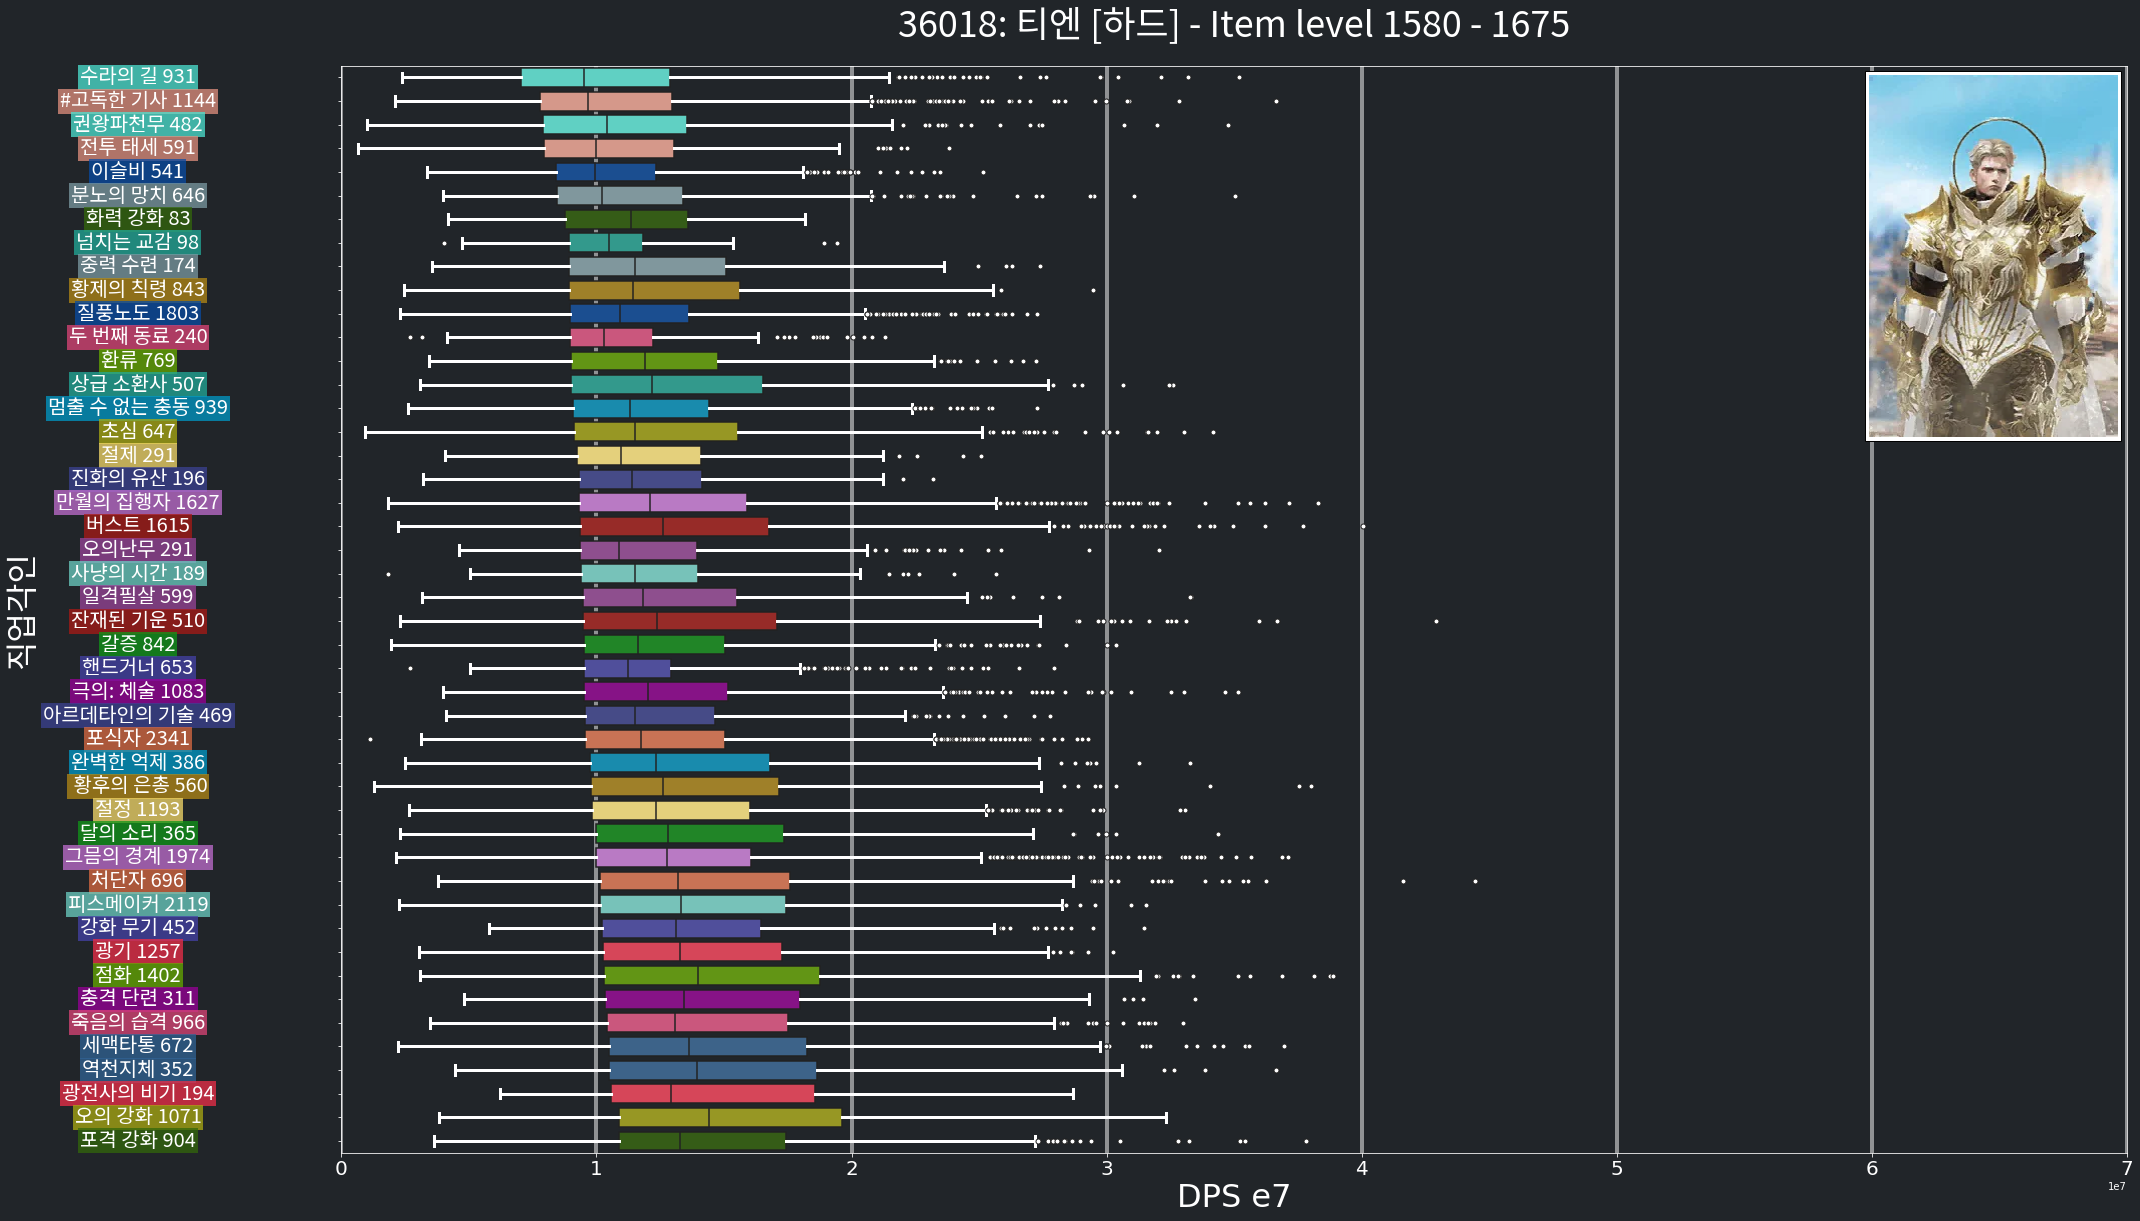 36018: 티엔 [하드] - Item level 1580 - 1675
수라의 길 931
#고독한 기사 1144
권왕파천무 482
전투 태세 591
이슬비 541
분노의 망치 646
화력 강화 83
넘치는 교감 98
중력 수련 174
황제의 칙령 843
질풍노도 1803
두 번째 동료 240
환류 769
상급 소환사 507
멈출 수 없는 충동 939
초심 647
절제 291
진화의 유산 196
만월의 집행자 1627
버스트 1615
오의난무 291
사냥의 시간 189
일격필살 599
잔재된 기운 510
갈증 842
핸드거너 653
극의: 체술 1083
아르데타인의 기술 469
포식자 2341
완벽한 억제 386
황후의 은총 560
절정 1193
달의 소리 365
그믐의 경계 1974
처단자 696
피스메이커 2119
강화 무기 452
광기 1257
점화 1402
충격 단련 311
죽음의 습격 966
세맥타통 672
역천지체 352
광전사의 비기 194
오의 강화 1071
포격 강화 904
직업각인
0 1 2 3 4 5 6 7
1e7
DPS e7